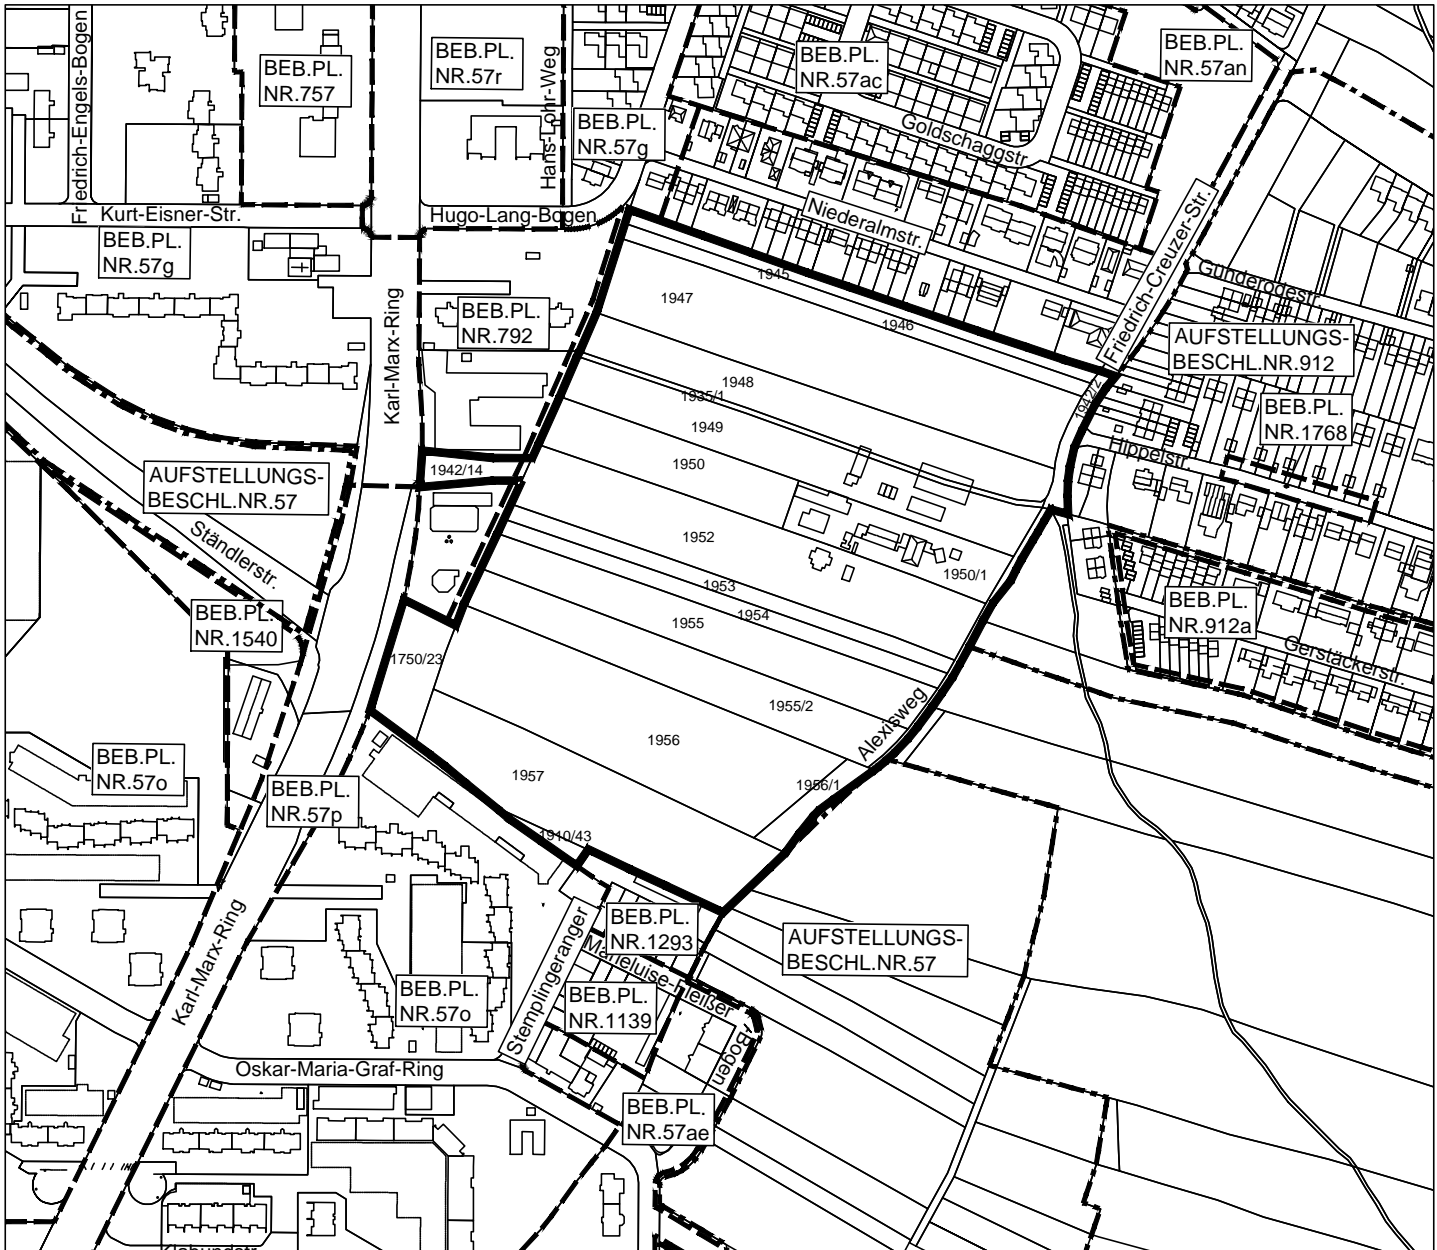 Friedrich-Engels-Bogen
BEB.PL.
NR.757
BEB.PL.
NR.57r
Hans-Lohr-Weg
BEB.PL.
NR.57g
BEB.PL.
NR.57ac
BEB.PL.
NR.57an
Goldschaggstr.
Kurt-Eisner-Str.
Hugo-Lang-Bogen
Niederalmstr.
Friedrich-Creuzer-Str.
BEB.PL.
NR.57g
Karl-Marx-Ring
BEB.PL.
NR.792
1945
1947
1946
Günderodestr.
AUFSTELLUNGS-
BESCHL.NR.912
1948
1935/1
1942/2
BEB.PL.
NR.1768
1949
1950
Hippelstr.
1942/14
AUFSTELLUNGS-
BESCHL.NR.57
Ständlerstr.
1952
1950/1
1953
1954
1955
BEB.PL.
NR.1540
BEB.PL.
NR.912a
Gerstäckerstr.
1750/23
1955/2
Alexisweg
1956
BEB.PL.
NR.57o
1957
1956/1
BEB.PL.
NR.57p
1910/43
Karl-Marx-Ring
Stemplingeranger
BEB.PL.
NR.1293
AUFSTELLUNGS-
BESCHL.NR.57
Marieluise-Fleißer
Bogen
BEB.PL.
NR.57o
BEB.PL.
NR.1139
Oskar-Maria-Graf-Ring
BEB.PL.
NR.57ae
Klabundstr.